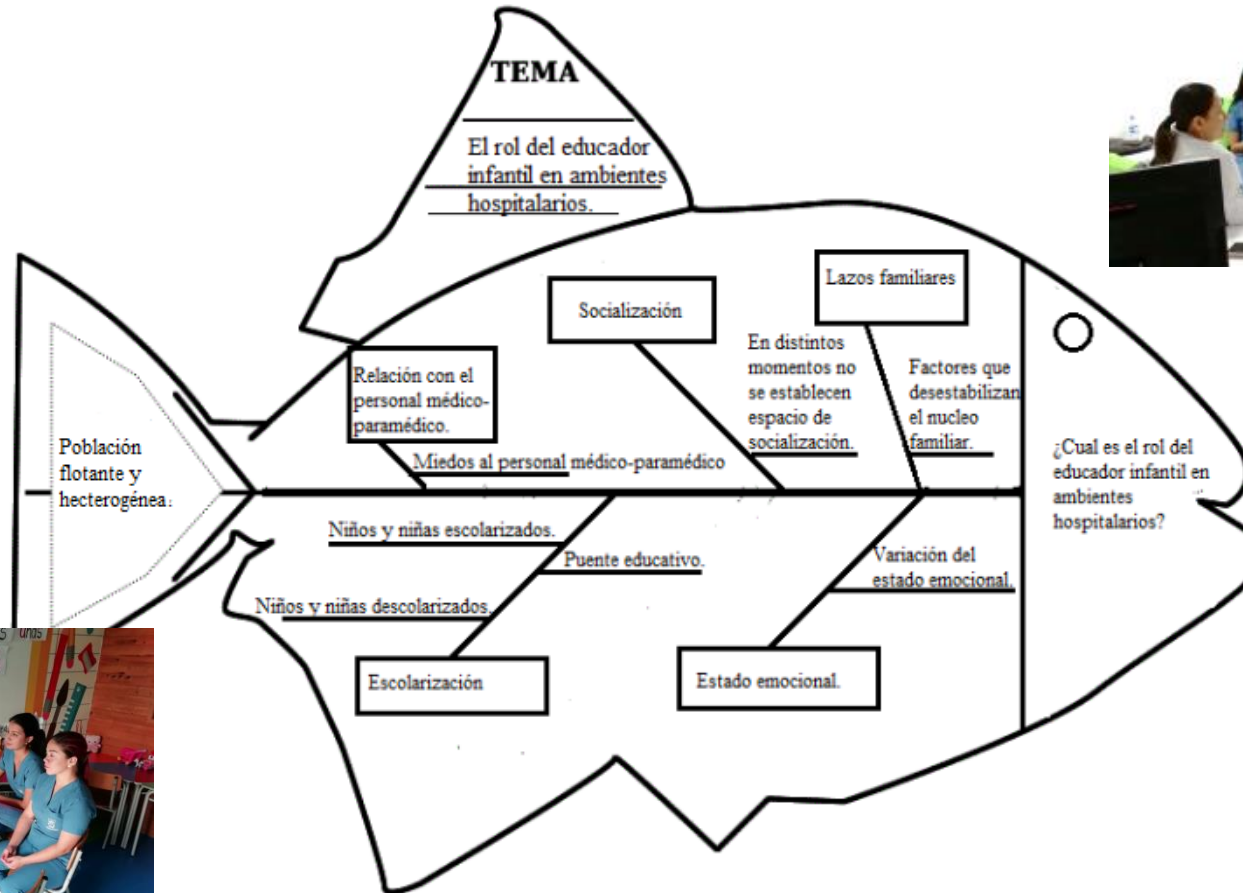 TEMA
El rol del educador
infantil en ambientes
hospitalarios.
Lazos familiares
Socialización
En distintos
momentos no
se establecen
espacio de
socialización.
Factores que
desestabilizan
el nucleo
familiar.
Relación con el
personal médico-
paramédico.
Miedos al personal médico-paramédico
Población
flotante y
hecterogénea.
¿Cual es el rol del
educador infantil en
ambientes
hospitalarios?
Niños y niñas escolarizados.
Puente educativo.
Variación del
estado emocional.
Niños y niñas descolarizados.
Escolarización
Estado emocional.